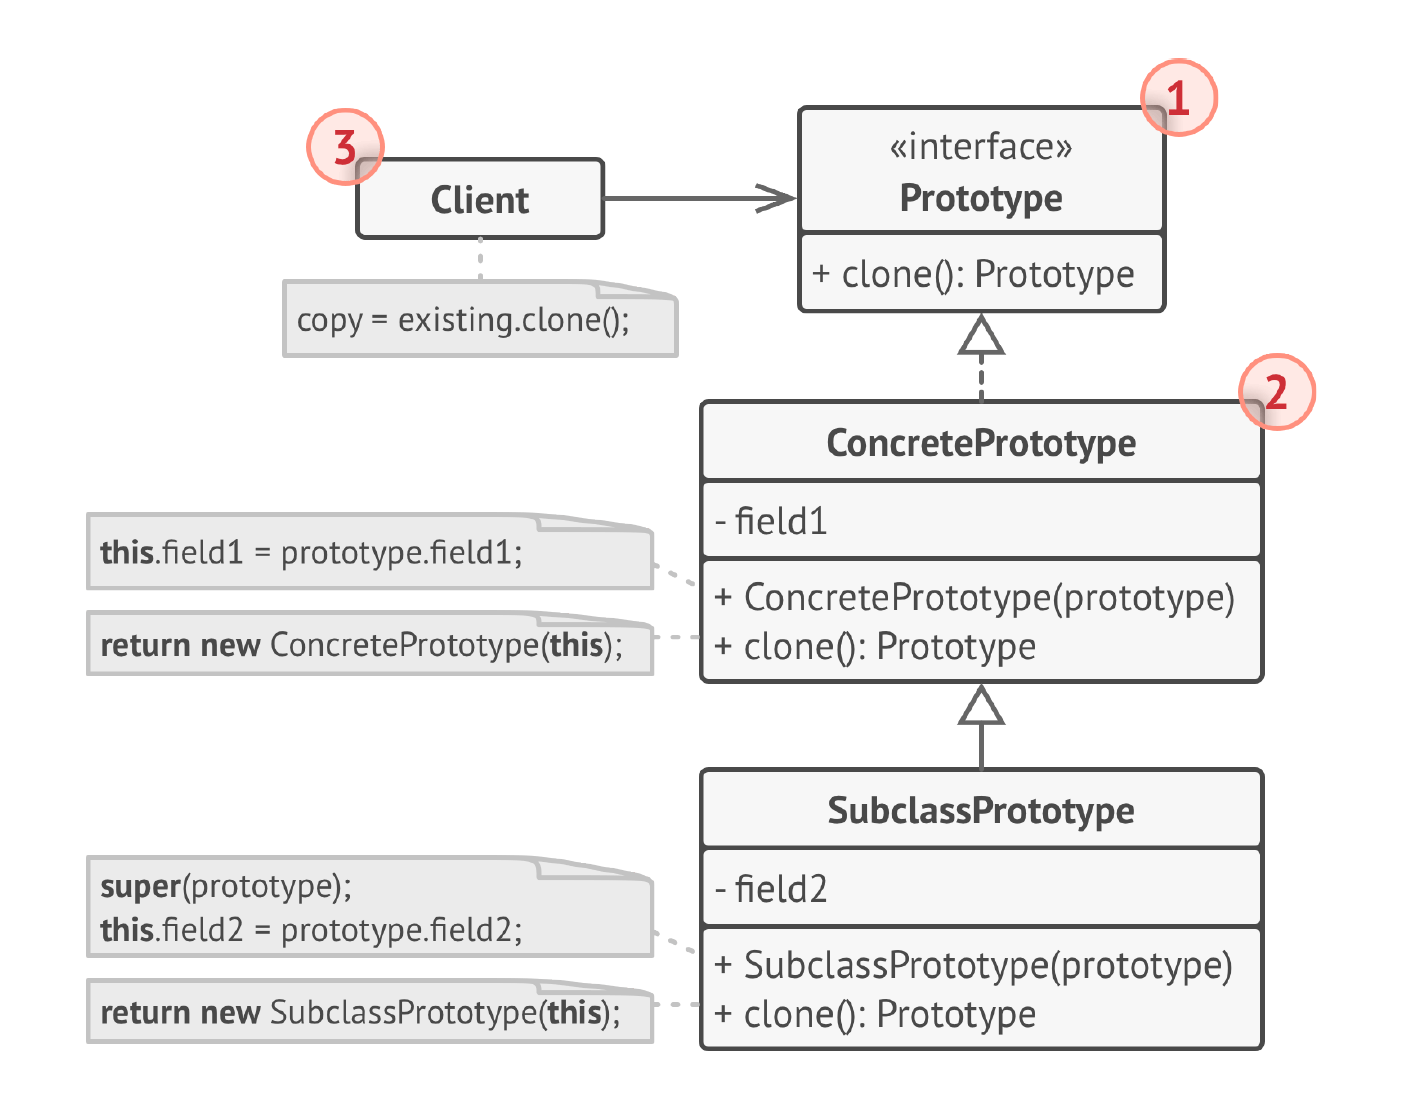 1
«interface»
Prototype
+ clone(): Prototype
3
Client
copy = existing.clone();
2
ConcretePrototype
- field1
+ ConcretePrototype(prototype)
+ clone(): Prototype
this.field1 = prototype.field1;
return new ConcretePrototype(this);
SubclassPrototype
- field2
+ SubclassPrototype(prototype)
+ clone(): Prototype
super(prototype);
this.field2 = prototype.field2;
return new SubclassPrototype(this);